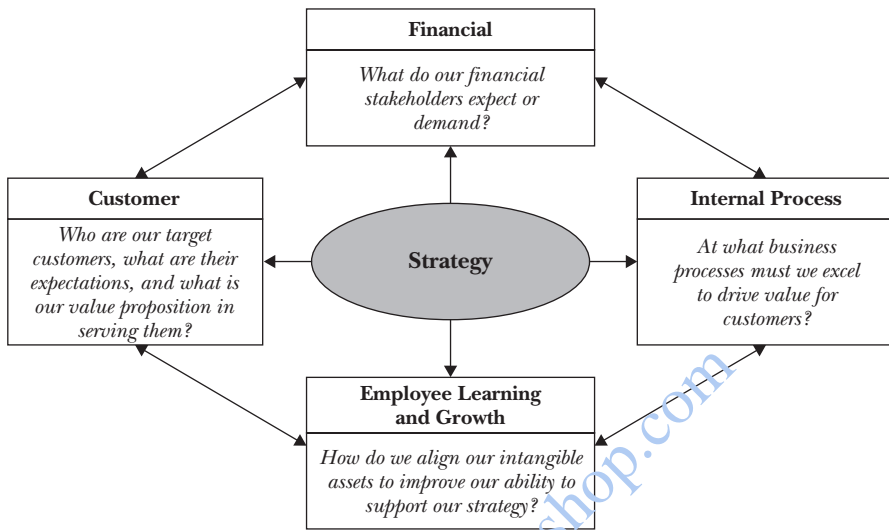 Financial
What do our financial
stakeholders expect or
demand?
Customer
Who are our target
customers, what are their
expectations, and what is
our value proposition in
serving them?
Strategy
Internal Process
At what business
processes must we excel
to drive value for
customers?
Employee Learning
and Growth
How do we align our intangible
assets to improve our ability to
support our strategy?
shop.com